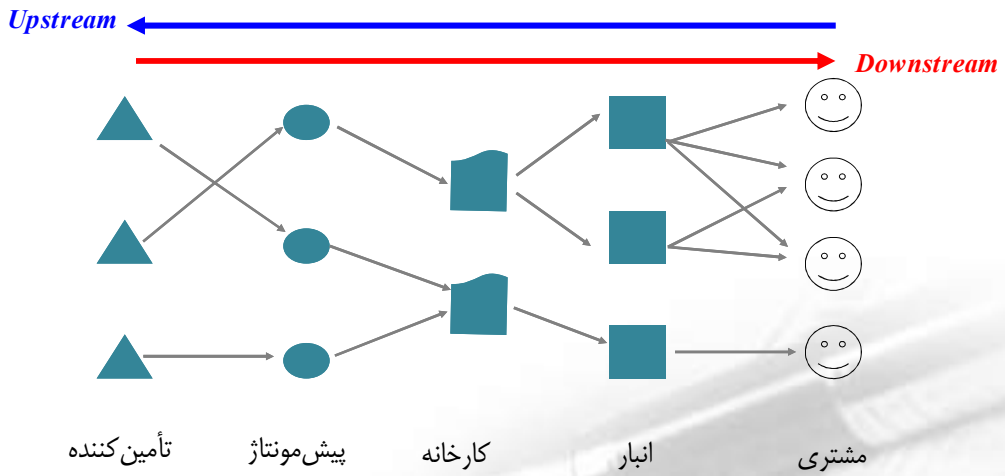 Upstream
Downstream
تأمین‌کننده
پیش‌مونتاژ
کارخانه
انبار
مشتری